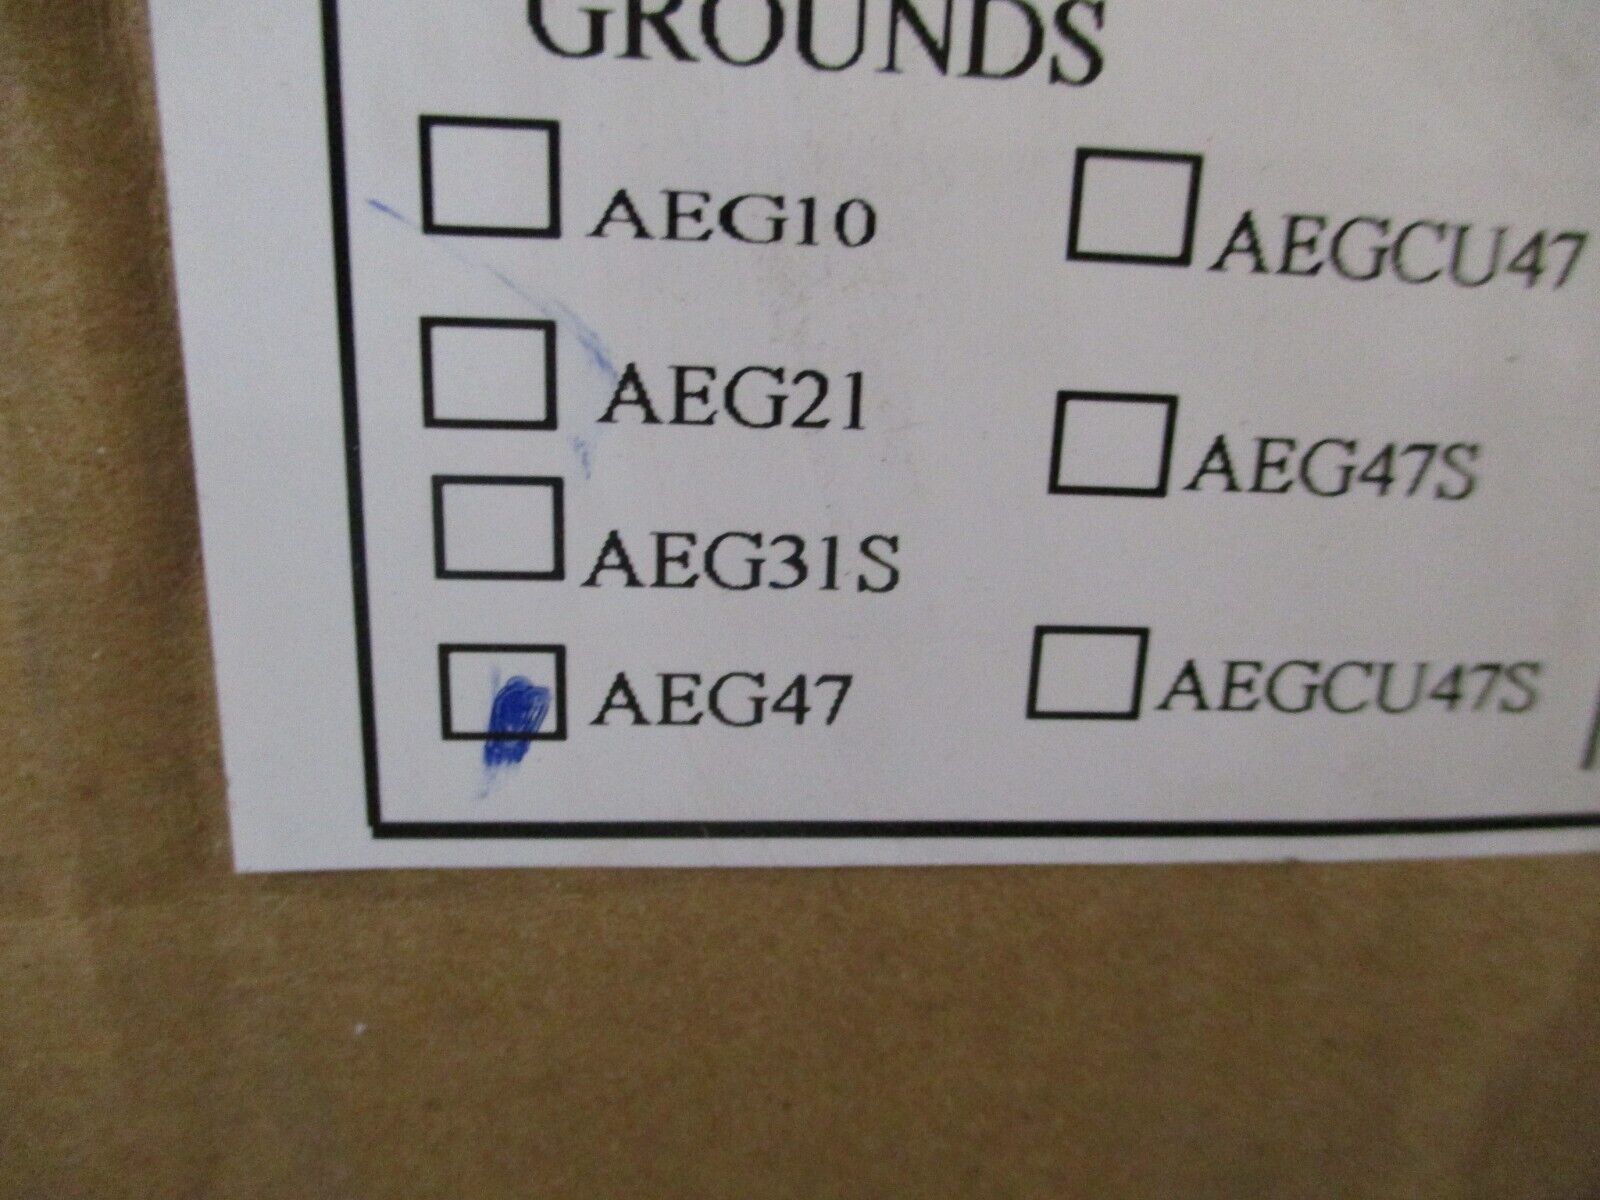 GROUNDS
AEG10
AEGCU47
AEG21
AEG47S
AEG31S
AEG47
AEGCU47S